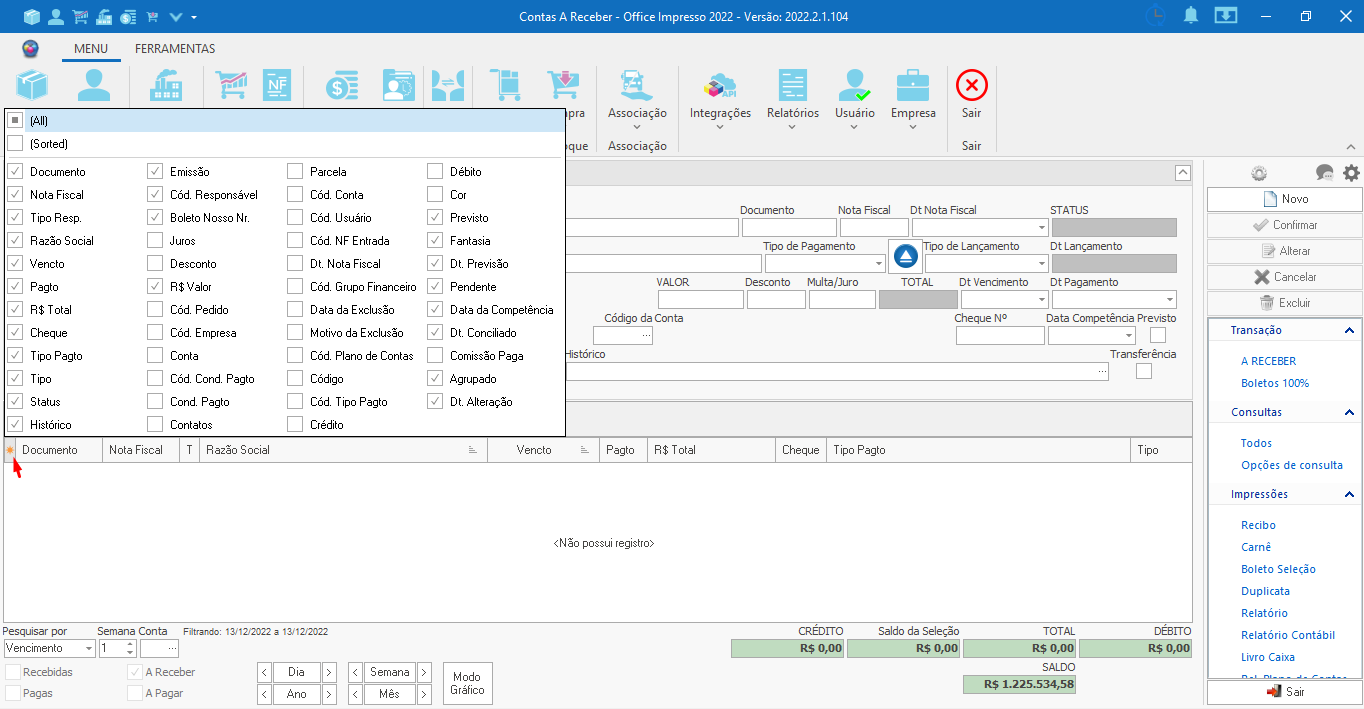 Contas A Receber - Office Impresso 2022 - Versão: 2022.2.1.104
MENU FERRAMENTAS
NF
API
pra Associação Integrações Relatórios Usuário Empresa Sair
que Associação Sair
(All)
(Sorted)
Documento Emissão Parcela Débito
Nota Fiscal Cód. Responsável Cód. Conta Cor
Tipo Resp. Boleto Nosso Nr. Cód. Usuário Previsto
Razão Social Juros Cód. NF Entrada Fantasia
Vencto Desconto Dt. Nota Fiscal Dt. Previsão
Pagto R$ Valor Cód. Grupo Financeiro Pendente
R$ Total Cód. Pedido Data da Exclusão Data da Competência
Cheque Cód. Empresa Motivo da Exclusão Dt. Conciliado
Tipo Pagto Conta Cód. Plano de Contas Comissão Paga
Tipo Cód. Cond. Pagto Código Agrupado
Status Cond. Pagto Cód. Tipo Pagto Dt. Alteração
Histórico Contatos Crédito
Documento Nota Fiscal Dt Nota Fiscal STATUS
Tipo de Pagamento Tipo de Lançamento Dt Lançamento
VALOR Desconto Multa/Juro TOTAL Dt Vencimento Dt Pagamento
Código da Conta Cheque Nº Data Competência Previsto
Histórico Transferência
Documento Nota Fiscal T Razão Social Vencto Pagto R$ Total Cheque Tipo Pagto Tipo
<Não possui registro>
Pesquisar por Semana Conta Filtrando: 13/12/2022 a 13/12/2022
Vencimento 1
Recebidas A Receber
Pagas A Pagar
< Dia > < Semana >
< Ano > < Mês >
Modo
Gráfico
CRÉDITO Saldo da Seleção TOTAL DÉBITO
R$ 0,00 R$ 0,00 R$ 0,00 R$ 0,00
SALDO
R$ 1.225.534,58
Novo
Confirmar
Alterar
Cancelar
Excluir
Transação
A RECEBER
Boletos 100%
Consultas
Todos
Opções de consulta
Impressões
Recibo
Carnê
Boleto Seleção
Duplicata
Relatório
Relatório Contábil
Livro Caixa
Sair